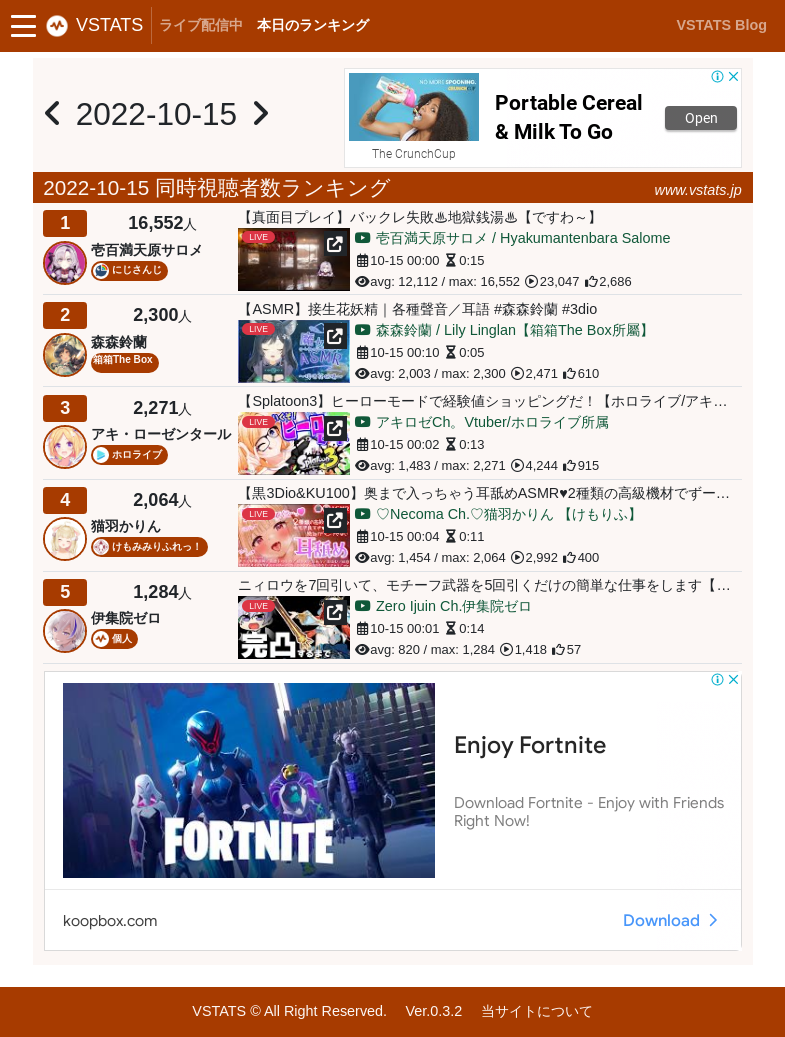 VSTATS ライブ配信中 本日のランキング VSTATS Blog
2022-10-15
NO MORE SPOONING.
CRUNCHCUP
Portable Cereal
& Milk To Go
Open
The CrunchCup
2022-10-15 同時視聴者数ランキング www.vstats.jp
1 16,552人
壱百満天原サロメ
にじさんじ
【真面目プレイ】バックレ失敗♨地獄銭湯♨【ですわ～】
LIVE
壱百満天原サロメ / Hyakumantenbara Salome
10-15 00:00 0:15
avg: 12,112 / max: 16,552 23,047 2,686
2 2,300人
森森鈴蘭
箱箱The Box
【ASMR】接生花妖精｜各種聲音／耳語 #森森鈴蘭 #3dio
LIVE
ASMR
森森鈴蘭 / Lily Linglan【箱箱The Box所屬】
10-15 00:10 0:05
avg: 2,003 / max: 2,300 2,471 610
3 2,271人
アキ・ローゼンタール
ホロライブ
【Splatoon3】ヒーローモードで経験値ショッピングだ！【ホロライブ/アキ…
LIVE
アキロゼCh。Vtuber/ホロライブ所属
10-15 00:02 0:13
avg: 1,483 / max: 2,271 4,244 915
4 2,064人
猫羽かりん
けもみみりふれっ！
【黒3Dio&KU100】奥まで入っちゃう耳舐めASMR♥2種類の高級機材でずー…
LIVE
耳舐め
♡Necoma Ch.♡猫羽かりん 【けもりふ】
10-15 00:04 0:11
avg: 1,454 / max: 2,064 2,992 400
5 1,284人
伊集院ゼロ
個人
ニィロウを7回引いて、モチーフ武器を5回引くだけの簡単な仕事をします【…
LIVE
完凸するまで
Zero Ijuin Ch.伊集院ゼロ
10-15 00:01 0:14
avg: 820 / max: 1,284 1,418 57
FORTNITE
Enjoy Fortnite
Download Fortnite - Enjoy with Friends
Right Now!
koopbox.com Download
VSTATS © All Right Reserved. Ver.0.3.2 当サイトについて